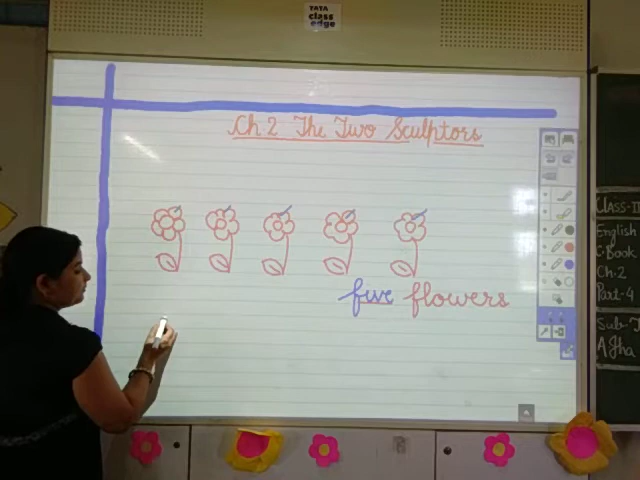 TATA
class
edge
Ch 2 The Two Sculptors
five flowers
CLASS-II
English
C.Book
Ch-2
Part-4
Sub-T
A Jha